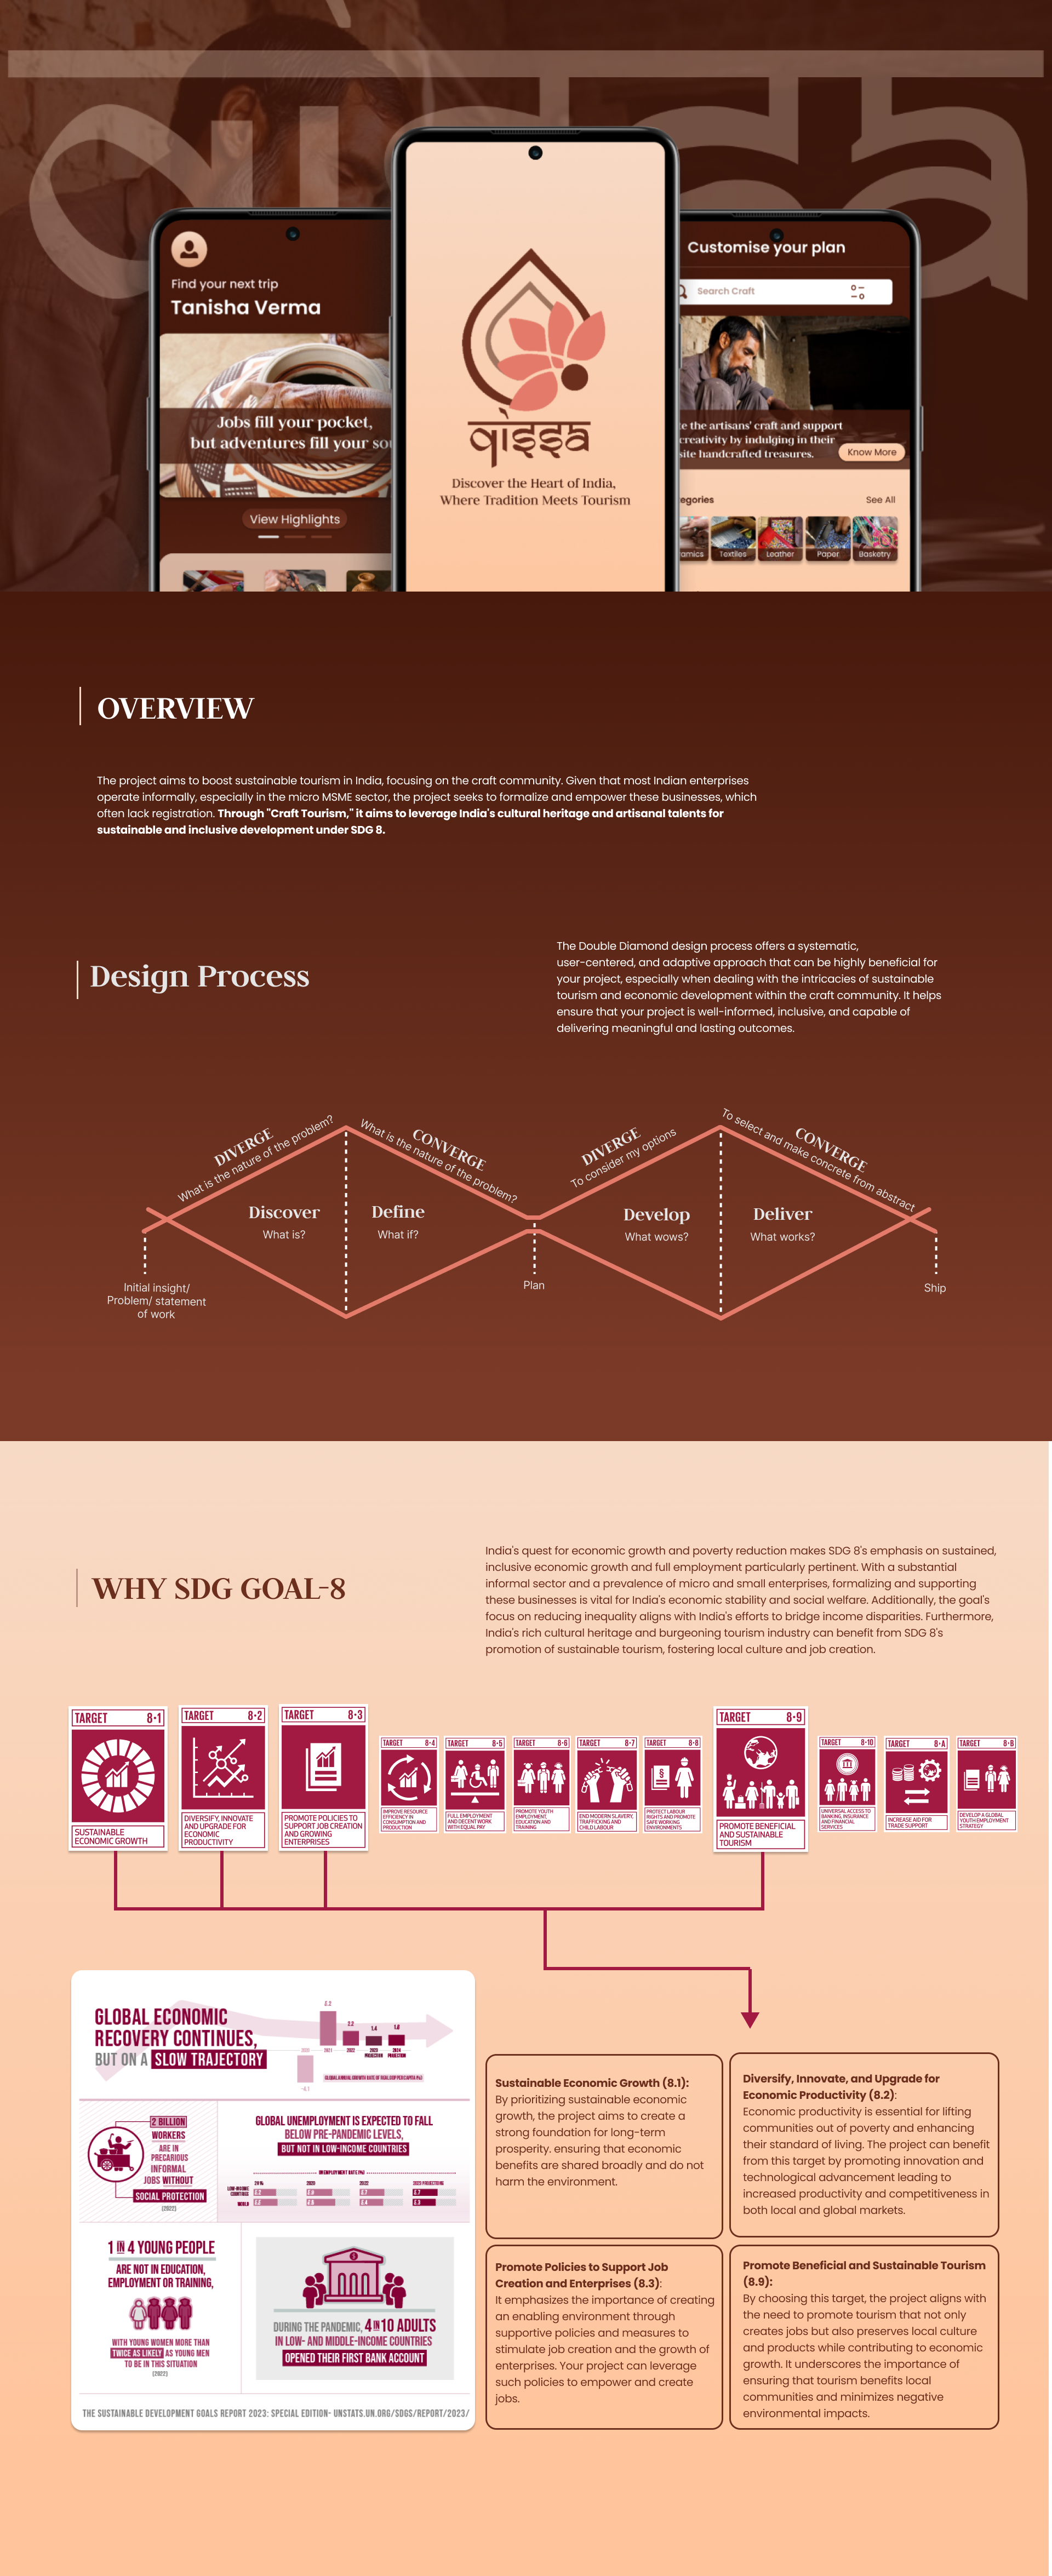 Find your next trip
Tanisha Verma
Jobs fill your pocket,
but adventures fill your sou
View Highlights
qissa
Discover the Heart of India,
Where Tradition Meets Tourism
Customise your plan
Search Craft
e the artisans' craft and support
creativity by indulging in their
site handcrafted treasures.
Know More
egories
See All
ramics
Textiles
Leather
Paper
Basketry
OVERVIEW
The project aims to boost sustainable tourism in India, focusing on the craft community. Given that most Indian enterprises
operate informally, especially in the micro MSME sector, the project seeks to formalize and empower these businesses, which
often lack registration. Through "Craft Tourism," it aims to leverage India's cultural heritage and artisanal talents for
sustainable and inclusive development under SDG 8.
Design Process
The Double Diamond design process offers a systematic,
user-centered, and adaptive approach that can be highly beneficial for
your project, especially when dealing with the intricacies of sustainable
tourism and economic development within the craft community. It helps
ensure that your project is well-informed, inclusive, and capable of
delivering meaningful and lasting outcomes.
DIVERGE
What is the nature of the problem?
CONVERGE
What is the nature of the problem?
DIVERGE
To consider my options
CONVERGE
To select and make concrete from abstract
Discover
What is?
Define
What if?
Develop
What wows?
Deliver
What works?
Initial insight/
Problem/ statement
of work
Plan
Ship
WHY SDG GOAL-8
India's quest for economic growth and poverty reduction makes SDG 8's emphasis on sustained,
inclusive economic growth and full employment particularly pertinent. With a substantial
informal sector and a prevalence of micro and small enterprises, formalizing and supporting
these businesses is vital for India's economic stability and social welfare. Additionally, the goal's
focus on reducing inequality aligns with India's efforts to bridge income disparities. Furthermore,
India's rich cultural heritage and burgeoning tourism industry can benefit from SDG 8's
promotion of sustainable tourism, fostering local culture and job creation.
TARGET 8·1
SUSTAINABLE
ECONOMIC GROWTH
TARGET 8·2
DIVERSIFY, INNOVATE
AND UPGRADE FOR
ECONOMIC
PRODUCTIVITY
TARGET 8·3
PROMOTE POLICIES TO
SUPPORT JOB CREATION
AND GROWING
ENTERPRISES
TARGET 8·4
IMPROVE RESOURCE
EFFICIENCY IN
CONSUMPTION AND
PRODUCTION
TARGET 8·5
FULL EMPLOYMENT
AND DECENT WORK
WITH EQUAL PAY
TARGET 8·6
PROMOTE YOUTH
EMPLOYMENT,
EDUCATION AND
TRAINING
TARGET 8·7
END MODERN SLAVERY,
TRAFFICKING AND
CHILD LABOUR
TARGET 8·8
PROTECT LABOUR
RIGHTS AND PROMOTE
SAFE WORKING
ENVIRONMENTS
TARGET 8·9
PROMOTE BENEFICIAL
AND SUSTAINABLE
TOURISM
TARGET 8·10
UNIVERSAL ACCESS TO
BANKING, INSURANCE
AND FINANCIAL
SERVICES
TARGET 8·A
INCREASE AID FOR
TRADE SUPPORT
TARGET 8·B
DEVELOP A GLOBAL
YOUTH EMPLOYMENT
STRATEGY
GLOBAL ECONOMIC
RECOVERY CONTINUES,
BUT ON A SLOW TRAJECTORY
2020
2021
2022
2023
PROJECTION
2024
PROJECTION
5.2
2.2
1.4
1.6
-4.1
GLOBAL ANNUAL GROWTH RATE OF REAL GDP PER CAPITA (%)
2 BILLION
WORKERS
ARE IN
PRECARIOUS
INFORMAL
JOBS WITHOUT
SOCIAL PROTECTION
(2022)
GLOBAL UNEMPLOYMENT IS EXPECTED TO FALL
BELOW PRE-PANDEMIC LEVELS,
BUT NOT IN LOW-INCOME COUNTRIES
UNEMPLOYMENT RATE (%)
2020
2022
2023 PROJECTIONS
LOW-INCOME
COUNTRIES
WORLD
1 IN 4 YOUNG PEOPLE
ARE NOT IN EDUCATION,
EMPLOYMENT OR TRAINING,
WITH YOUNG WOMEN MORE THAN
TWICE AS LIKELY AS YOUNG MEN
TO BE IN THIS SITUATION
(2022)
DURING THE PANDEMIC, 4 IN 10 ADULTS
IN LOW- AND MIDDLE-INCOME COUNTRIES
OPENED THEIR FIRST BANK ACCOUNT
THE SUSTAINABLE DEVELOPMENT GOALS REPORT 2023: SPECIAL EDITION- UNSTATS.UN.ORG/SDGS/REPORT/2023/
Sustainable Economic Growth (8.1):
By prioritizing sustainable economic
growth, the project aims to create a
strong foundation for long-term
prosperity. ensuring that economic
benefits are shared broadly and do not
harm the environment.
Diversify, Innovate, and Upgrade for
Economic Productivity (8.2):
Economic productivity is essential for lifting
communities out of poverty and enhancing
their standard of living. The project can benefit
from this target by promoting innovation and
technological advancement leading to
increased productivity and competitiveness in
both local and global markets.
Promote Policies to Support Job
Creation and Enterprises (8.3):
It emphasizes the importance of creating
an enabling environment through
supportive policies and measures to
stimulate job creation and the growth of
enterprises. Your project can leverage
such policies to empower and create
jobs.
Promote Beneficial and Sustainable Tourism
(8.9):
By choosing this target, the project aligns with
the need to promote tourism that not only
creates jobs but also preserves local culture
and products while contributing to economic
growth. It underscores the importance of
ensuring that tourism benefits local
communities and minimizes negative
environmental impacts.